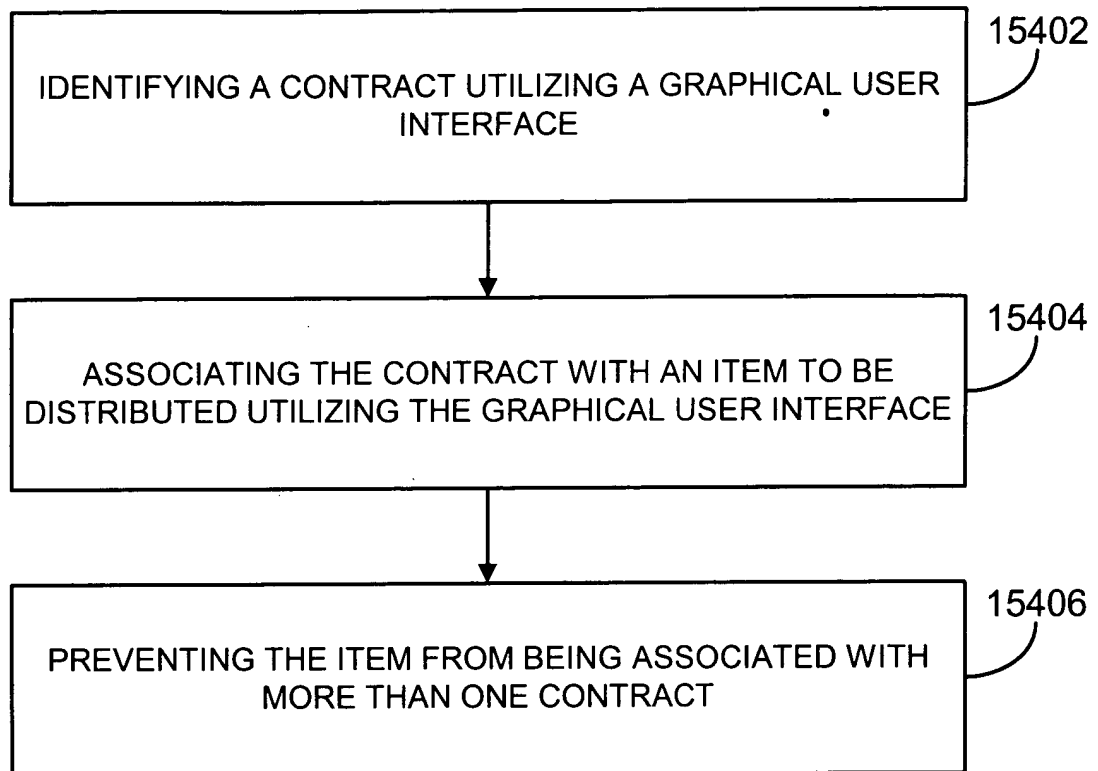 15402
IDENTIFYING A CONTRACT UTILIZING A GRAPHICAL USER
INTERFACE
15404
ASSOCIATING THE CONTRACT WITH AN ITEM TO BE
DISTRIBUTED UTILIZING THE GRAPHICAL USER INTERFACE
15406
PREVENTING THE ITEM FROM BEING ASSOCIATED WITH
MORE THAN ONE CONTRACT